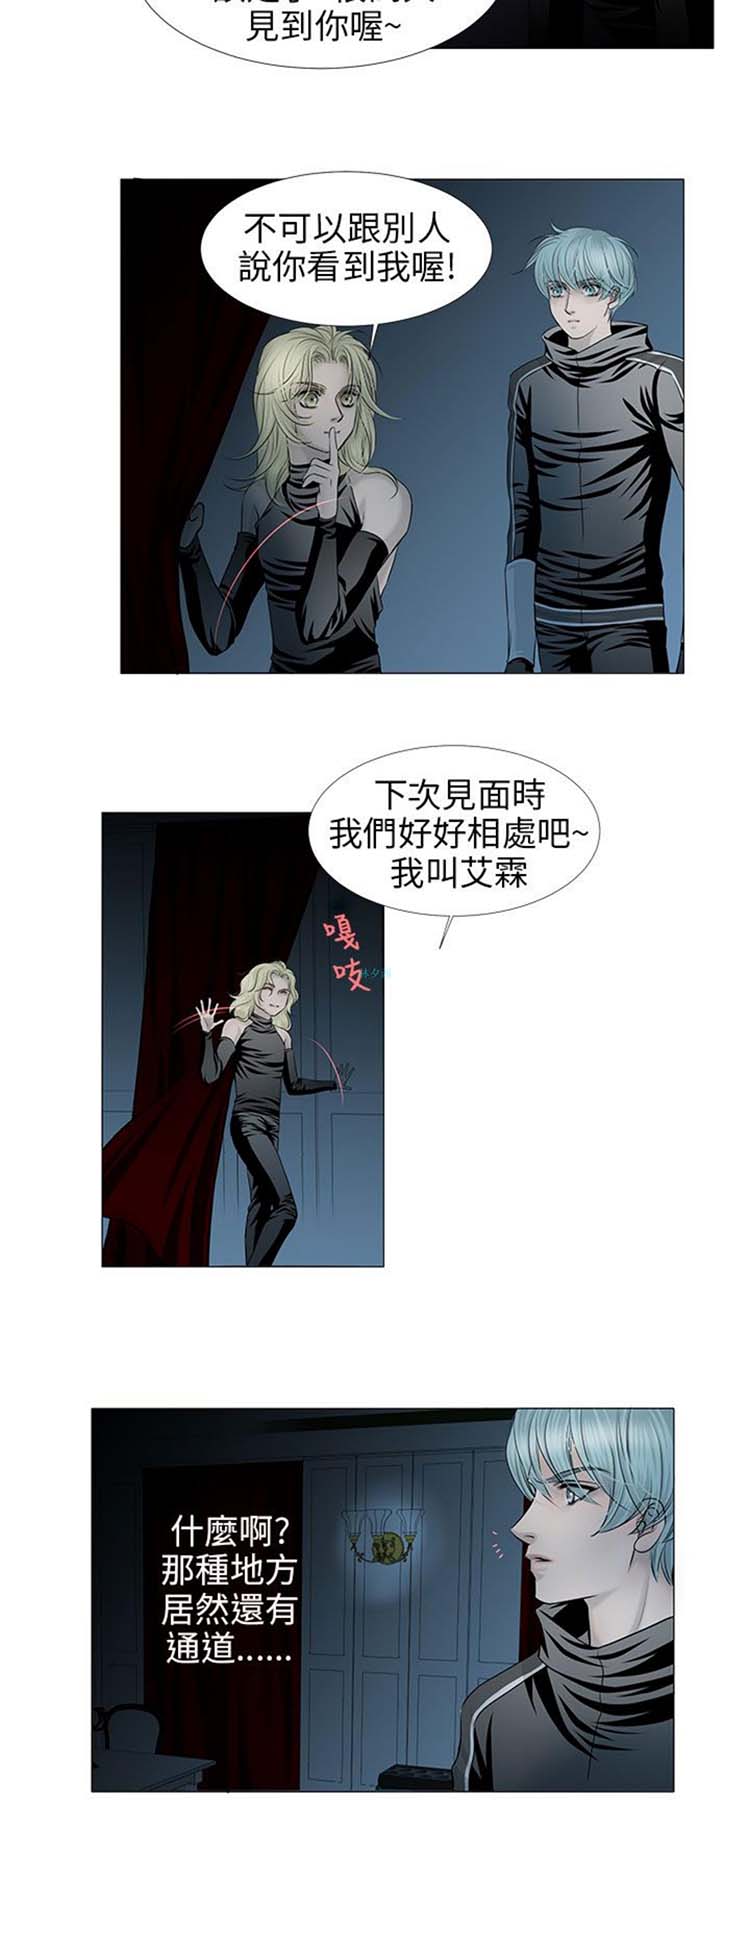 見到你喔~
不可以跟別人
說你看到我喔!
下次見面時
我們好好相處吧~
我叫艾霖
嘎
吱
什麼啊?
那種地方
居然還有
通道......